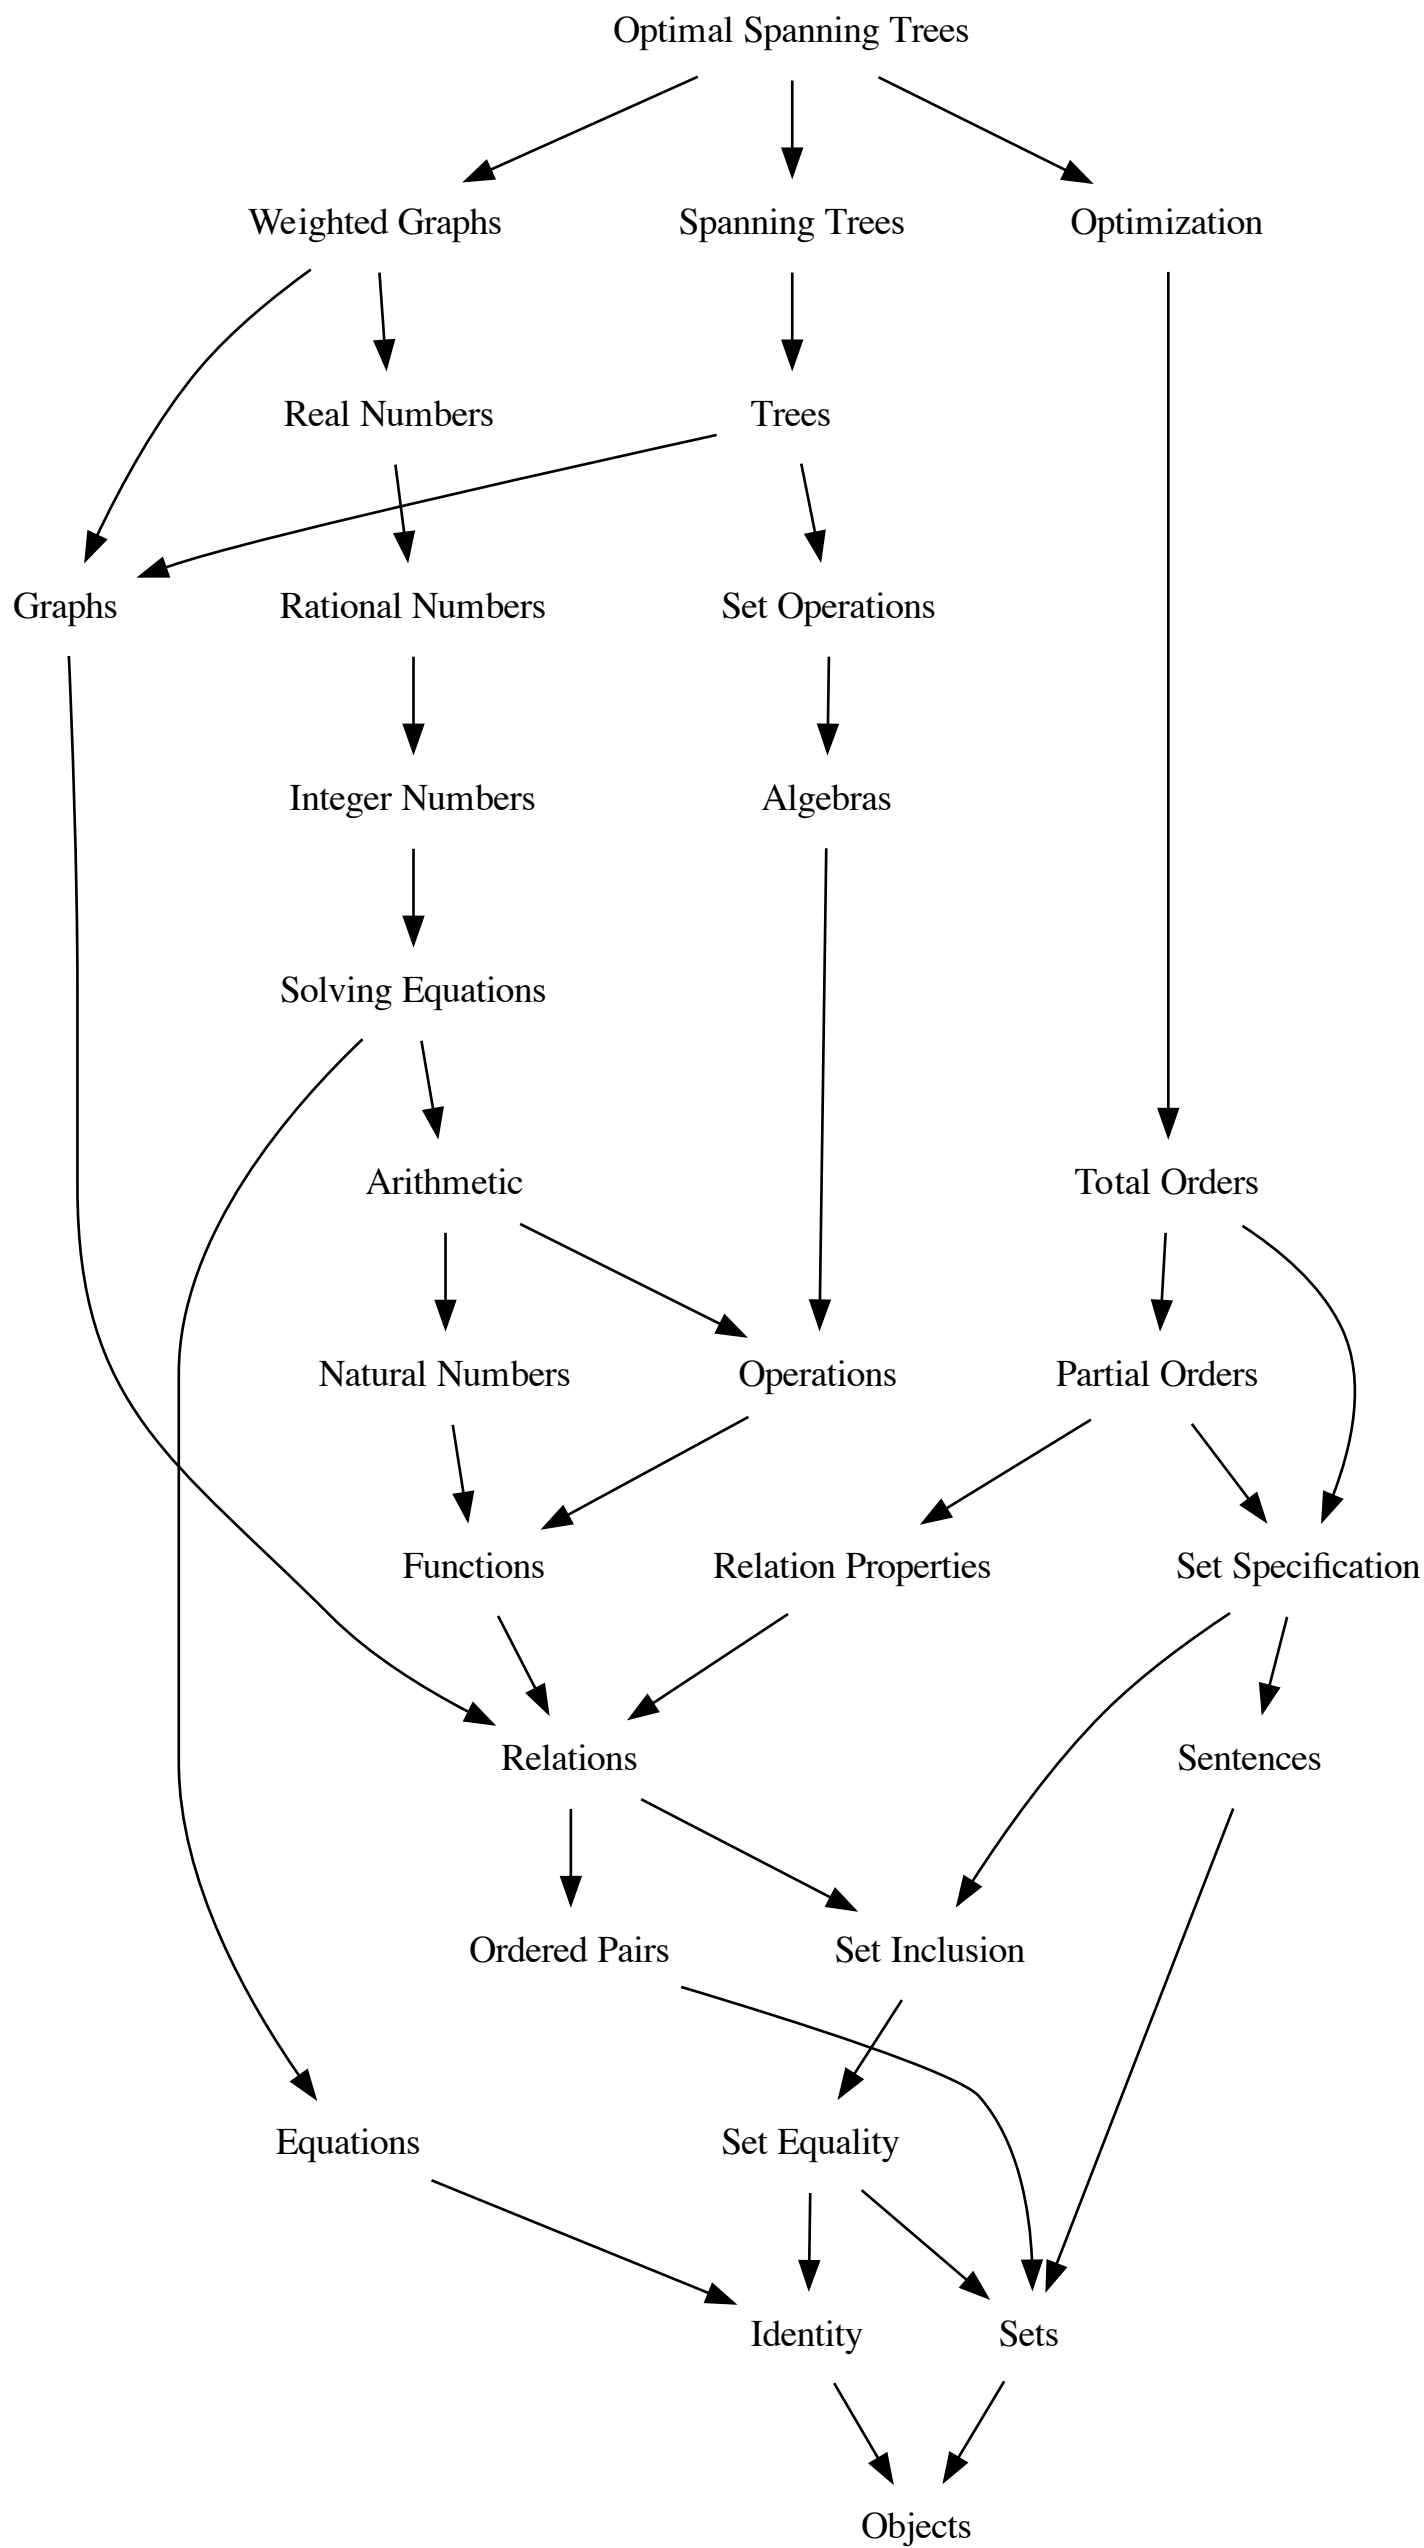 Optimal Spanning Trees
Weighted Graphs
Spanning Trees
Optimization
Real Numbers
Trees
Graphs
Rational Numbers
Set Operations
Integer Numbers
Algebras
Solving Equations
Arithmetic
Total Orders
Natural Numbers
Operations
Partial Orders
Functions
Relation Properties
Set Specification
Relations
Sentences
Ordered Pairs
Set Inclusion
Equations
Set Equality
Identity
Sets
Objects